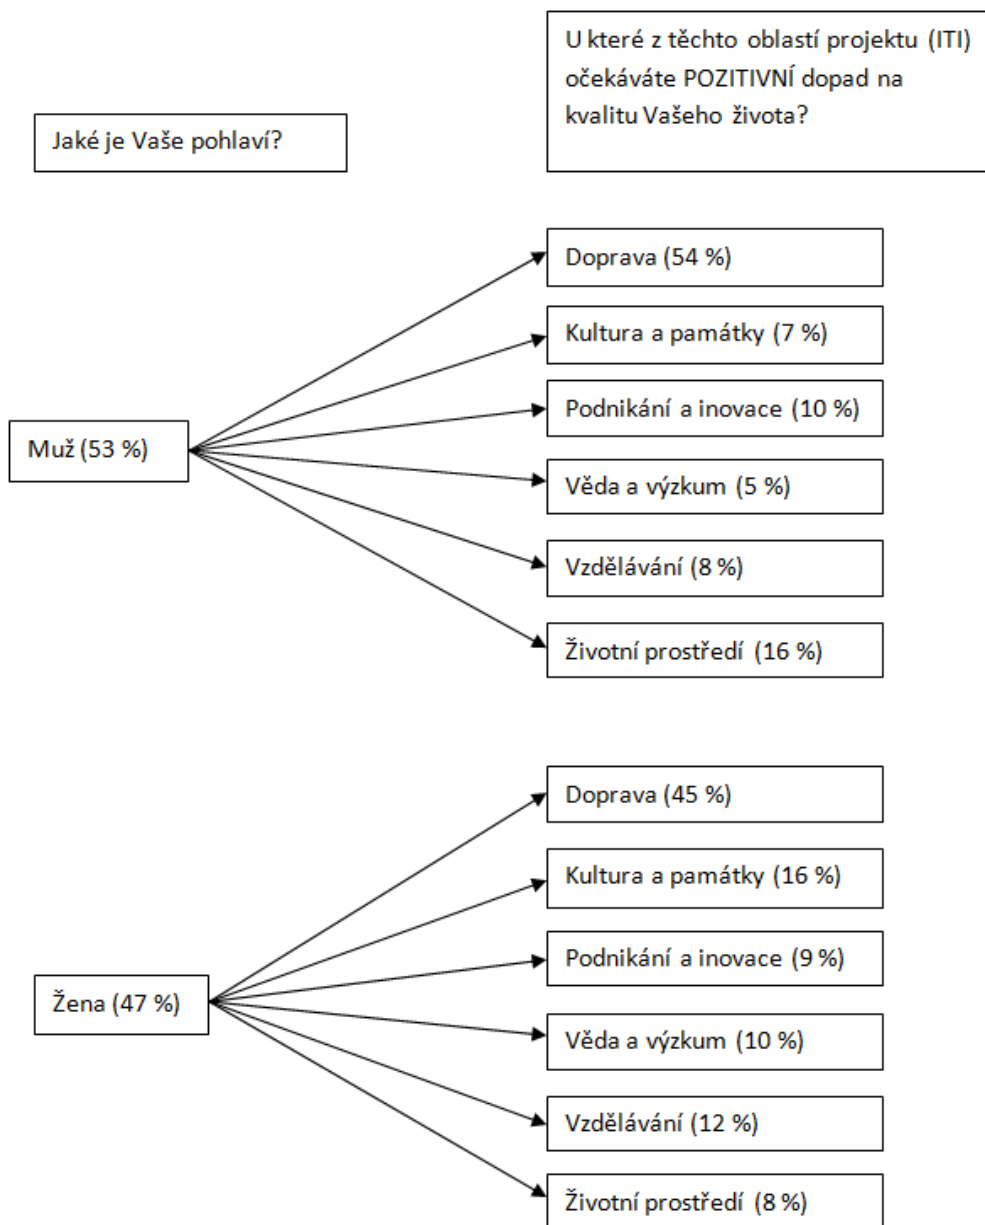 Jaké je Vaše pohlaví?
U které z těchto oblastí projektu (ITI)
očekáváte POZITIVNÍ dopad na
kvalitu Vašeho života?
Muž (53 %)
Doprava (54 %)
Kultura a památky (7 %)
Podnikání a inovace (10 %)
Věda a výzkum (5 %)
Vzdělávání (8 %)
Životní prostředí (16 %)
Žena (47 %)
Doprava (45 %)
Kultura a památky (16 %)
Podnikání a inovace (9 %)
Věda a výzkum (10 %)
Vzdělávání (12 %)
Životní prostředí (8 %)